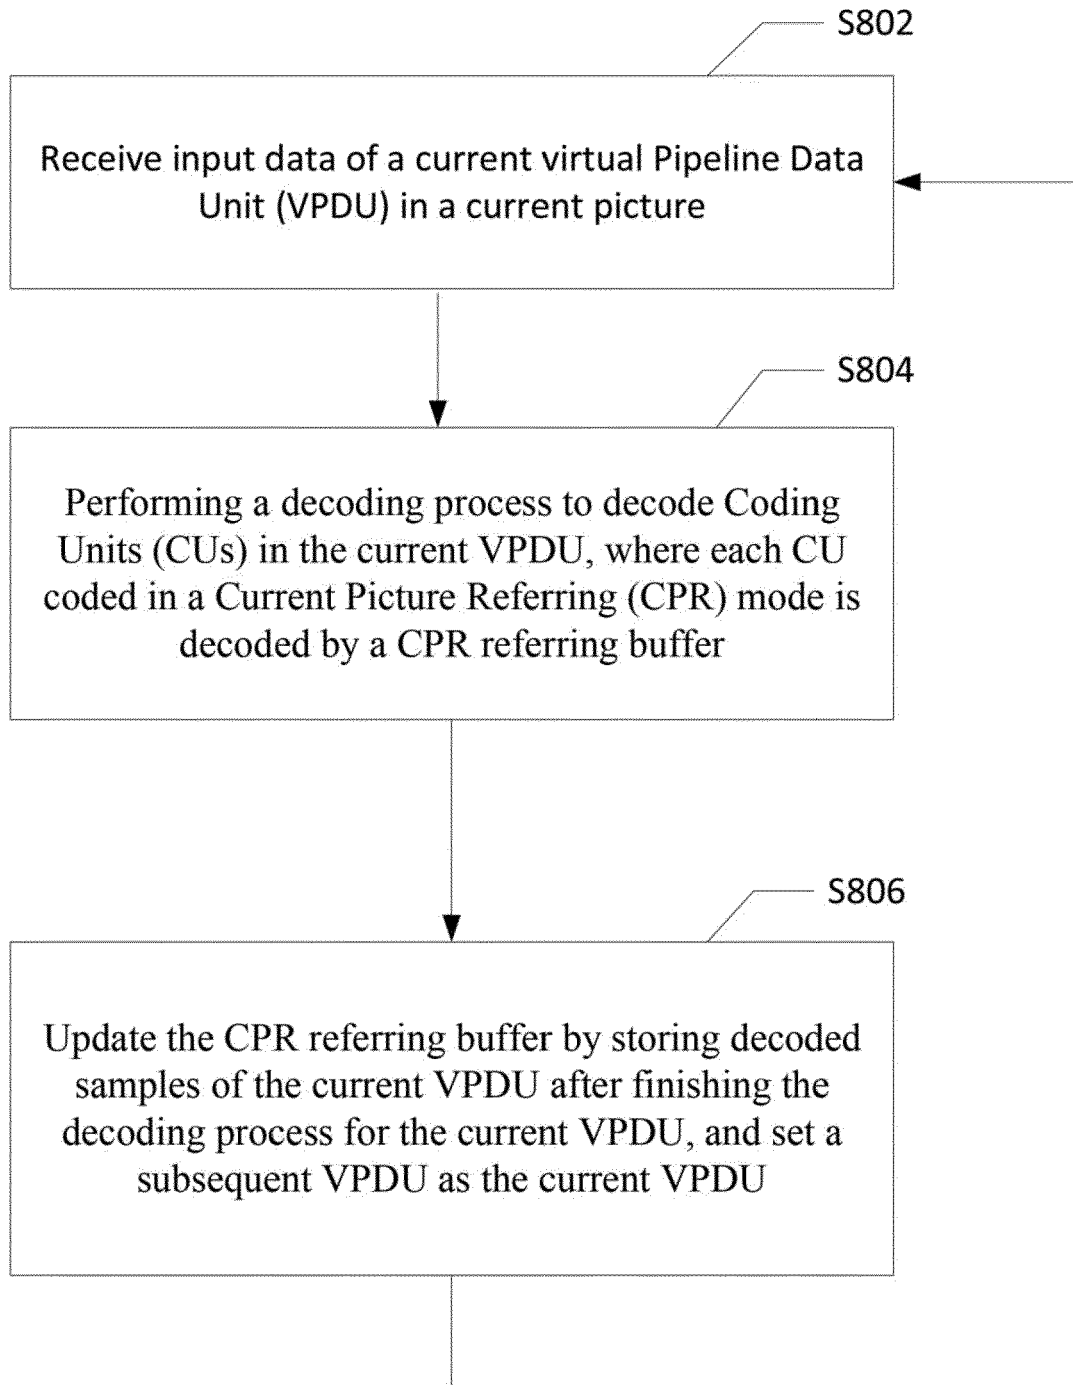 S802
Receive input data of a current virtual Pipeline Data
Unit (VPDU) in a current picture
S804
Performing a decoding process to decode Coding
Units (CUs) in the current VPDU, where each CU
coded in a Current Picture Referring (CPR) mode is
decoded by a CPR referring buffer
S806
Update the CPR referring buffer by storing decoded
samples of the current VPDU after finishing the
decoding process for the current VPDU, and set a
subsequent VPDU as the current VPDU